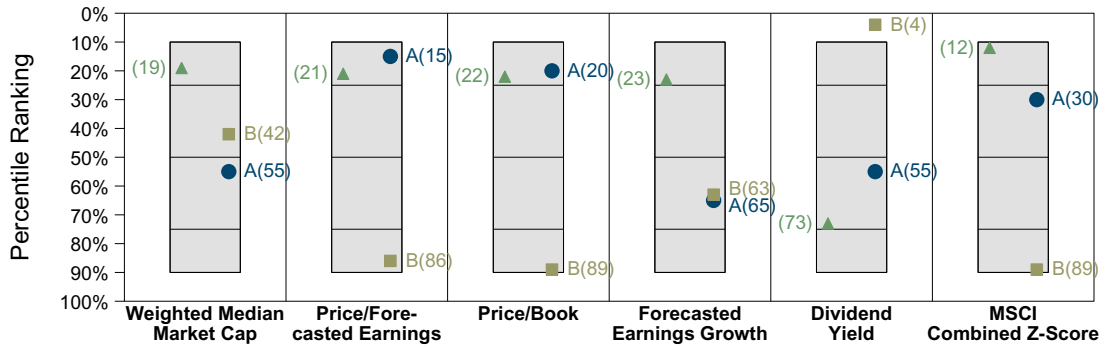 Percentile Ranking
0%
10%
20%
30%
40%
50%
60%
70%
80%
90%
100%
(19)
B(42)
A(55)
(21)
A(15)
B(86)
(22)
A(20)
B(89)
(23)
B(63)
A(65)
B(4)
A(55)
(73)
(12)
A(30)
B(89)
Weighted Median
Market Cap
Price/Fore-
casted Earnings
Price/Book
Forecasted
Earnings Growth
Dividend
Yield
MSCI
Combined Z-Score